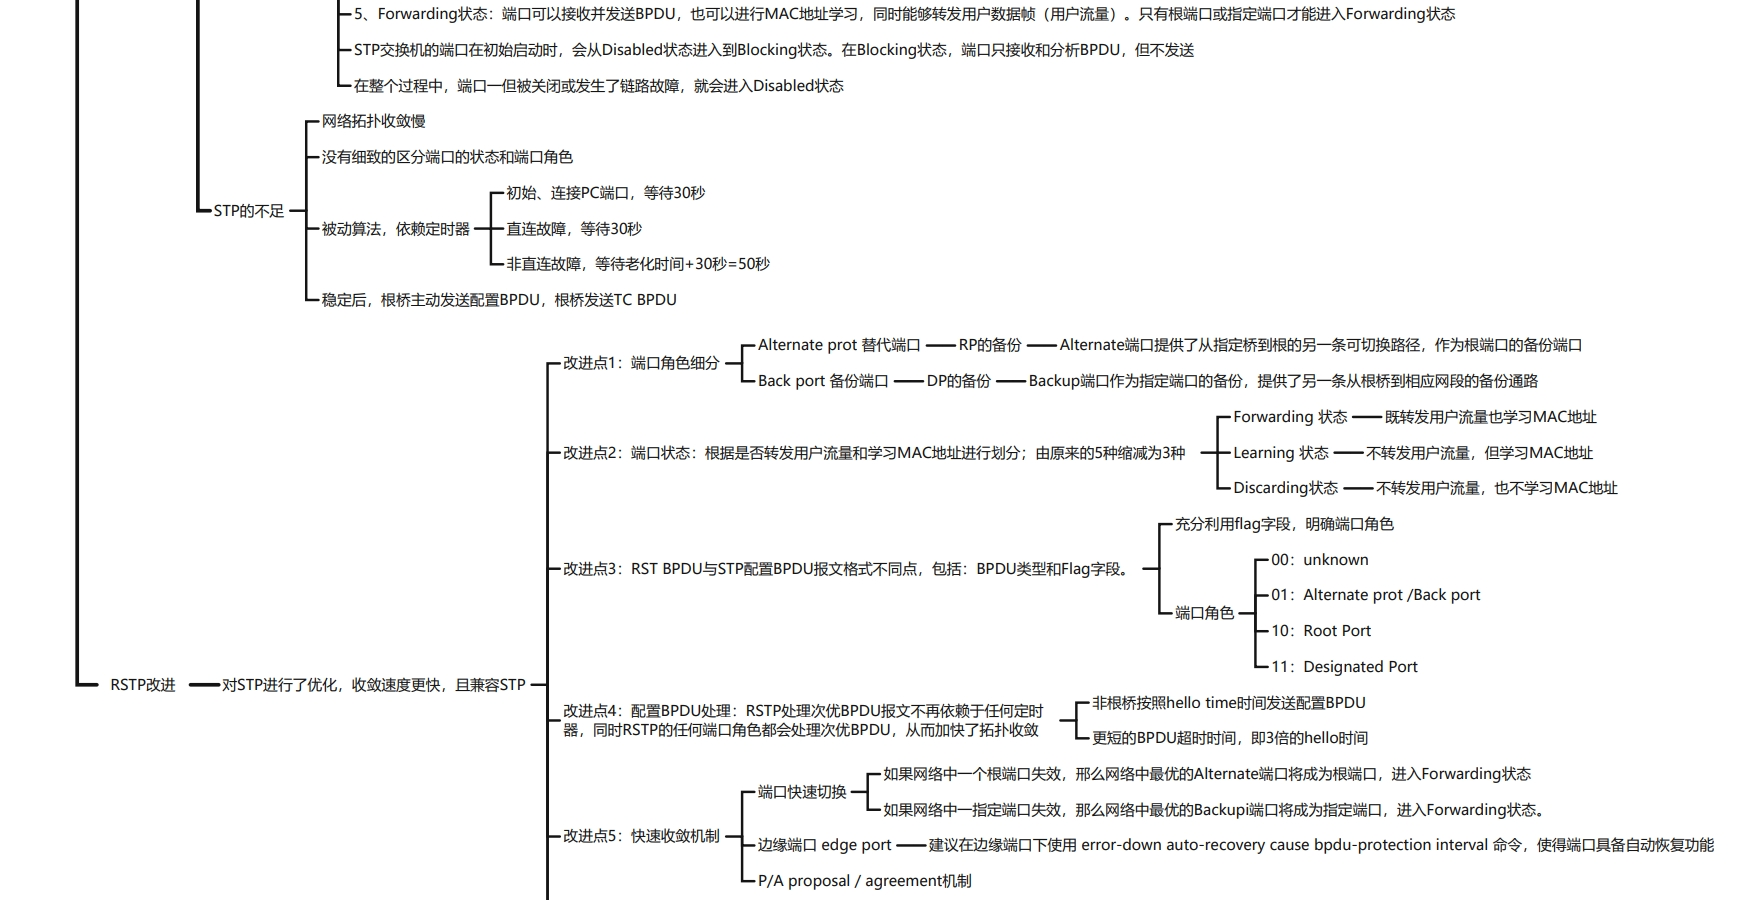 5、Forwarding状态：端口可以接收并发送BPDU，也可以进行MAC地址学习，同时能够转发用户数据帧（用户流量）。只有根端口或指定端口才能进入Forwarding状态
STP交换机的端口在初始启动时，会从Disabled状态进入到Blocking状态。在Blocking状态，端口只接收和分析BPDU，但不发送
在整个过程中，端口一但被关闭或发生了链路故障，就会进入Disabled状态
STP的不足
网络拓扑收敛慢
没有细致的区分端口的状态和端口角色
被动算法，依赖定时器
初始、连接PC端口，等待30秒
直连故障，等待30秒
非直连故障，等待老化时间+30秒=50秒
稳定后，根桥主动发送配置BPDU，根桥发送TC BPDU
RSTP改进
对STP进行了优化，收敛速度更快，且兼容STP
改进点1：端口角色细分
Alternate prot 替代端口
RP的备份
Alternate端口提供了从指定桥到根的另一条可切换路径，作为根端口的备份端口
Back port 备份端口
DP的备份
Backup端口作为指定端口的备份，提供了另一条从根桥到相应网段的备份通路
改进点2：端口状态：根据是否转发用户流量和学习MAC地址进行划分；由原来的5种缩减为3种
Forwarding 状态
既转发用户流量也学习MAC地址
Learning 状态
不转发用户流量，但学习MAC地址
Discarding状态
不转发用户流量，也不学习MAC地址
改进点3：RST BPDU与STP配置BPDU报文格式不同点，包括：BPDU类型和Flag字段。
充分利用flag字段，明确端口角色
端口角色
00：unknown
01：Alternate prot /Back port
10：Root Port
11：Designated Port
改进点4：配置BPDU处理：RSTP处理次优BPDU报文不再依赖于任何定时
器，同时RSTP的任何端口角色都会处理次优BPDU，从而加快了拓扑收敛
非根桥按照hello time时间发送配置BPDU
更短的BPDU超时时间，即3倍的hello时间
改进点5：快速收敛机制
端口快速切换
如果网络中一个根端口失效，那么网络中最优的Alternate端口将成为根端口，进入Forwarding状态
如果网络中一指定端口失效，那么网络中最优的Backupi端口将成为指定端口，进入Forwarding状态。
边缘端口 edge port
建议在边缘端口下使用 error-down auto-recovery cause bpdu-protection interval 命令，使得端口具备自动恢复功能
P/A proposal / agreement机制